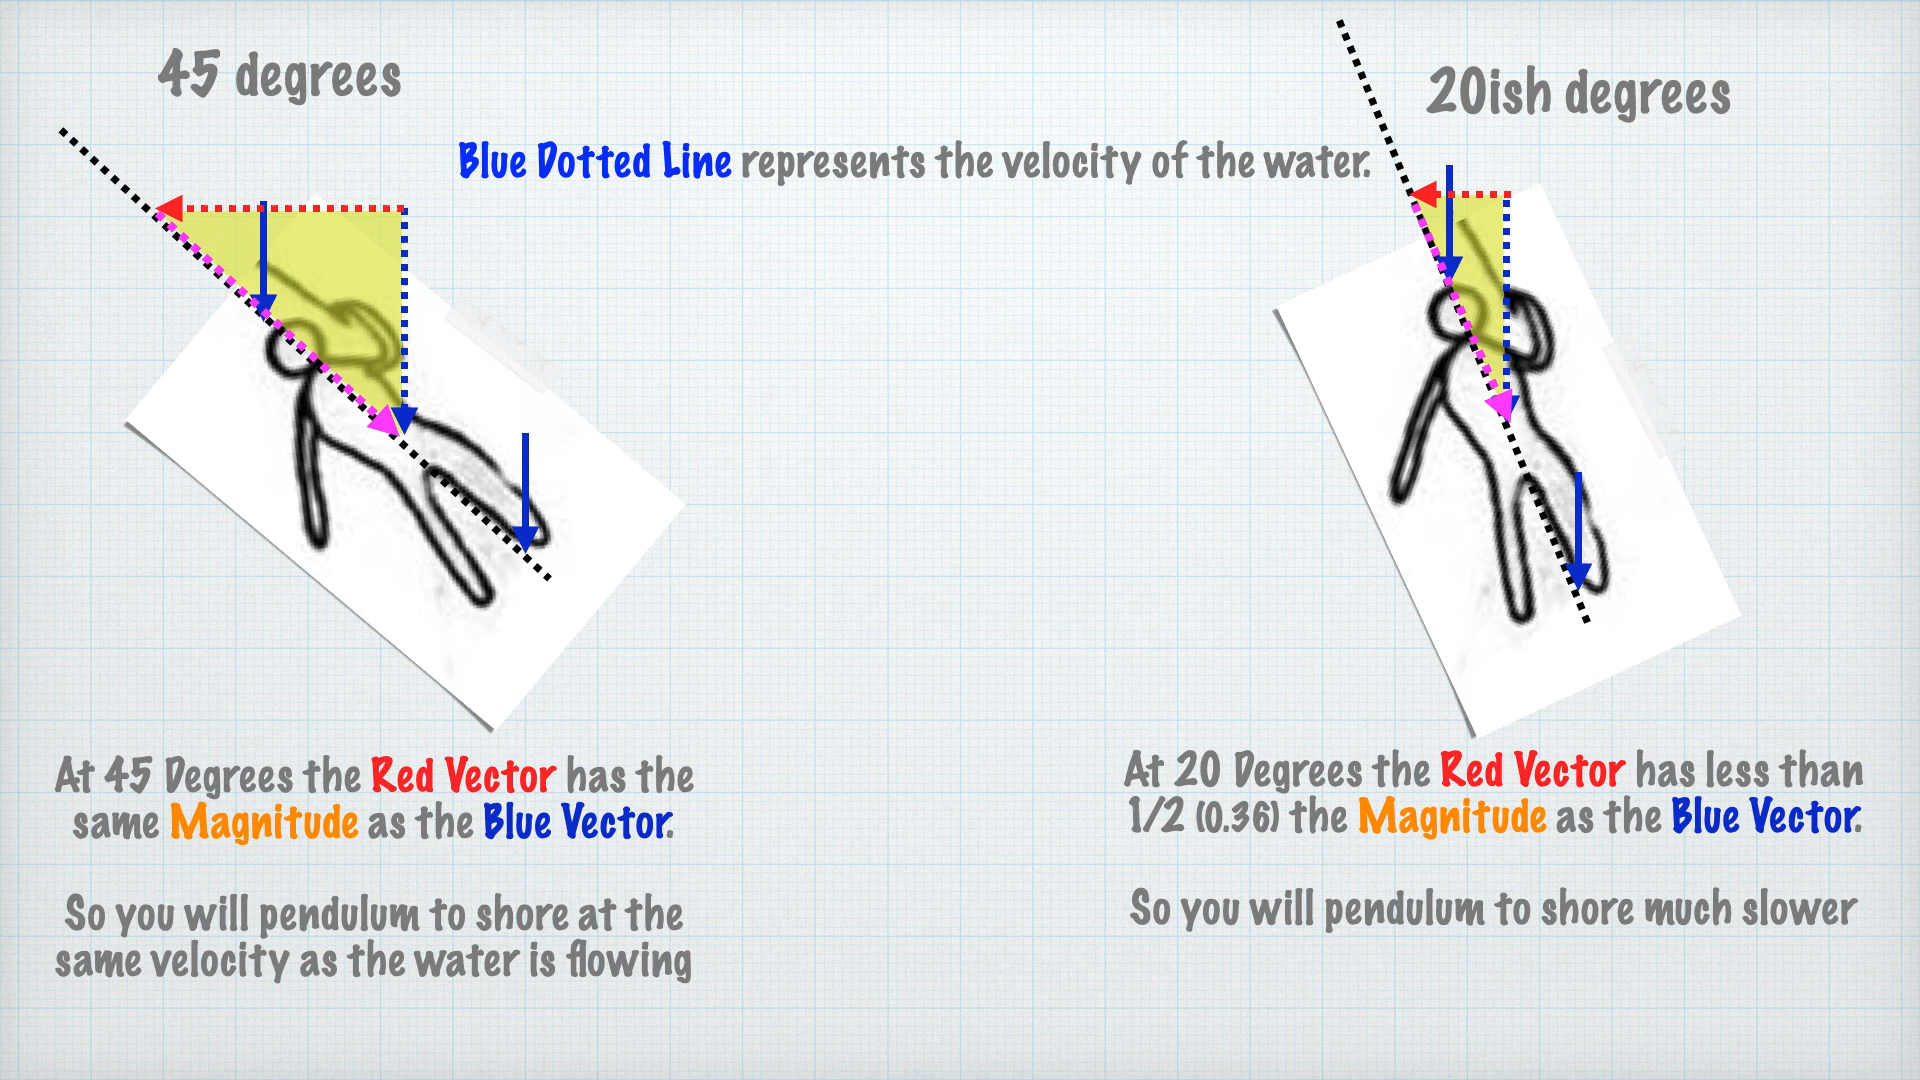 45 degrees
20ish degrees
Blue Dotted Line represents the velocity of the water.
At 45 Degrees the Red Vector has the
same Magnitude as the Blue Vector.
So you will pendulum to shore at the
same velocity as the water is flowing
At 20 Degrees the Red Vector has less than
1/2 (0.36) the Magnitude as the Blue Vector.
So you will pendulum to shore much slower